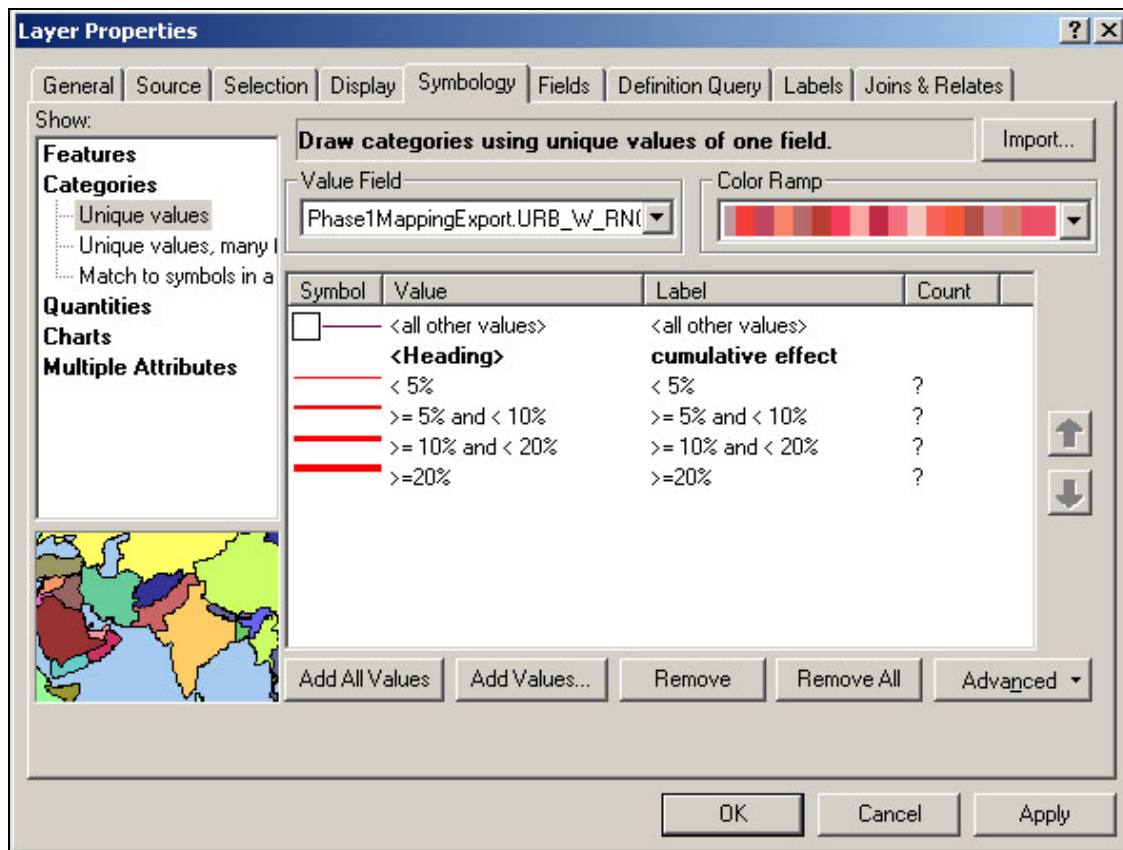 Layer Properties
General Source Selection Display Symbology Fields Definition Query Labels Joins & Relates
Show:
Features
Categories
Unique values
Unique values, many
Match to symbols in a
Quantities
Charts
Multiple Attributes
Draw categories using unique values of one field.
Import...
Value Field
Phase1MappingExport.URB_W_RN(
Color Ramp
Symbol Value Label Count
<all other values> <all other values>
<Heading> cumulative effect
< 5% < 5% ?
>= 5% and < 10% >= 5% and < 10% ?
>= 10% and < 20% >= 10% and < 20% ?
>=20% >=20% ?
Add All Values Add Values... Remove Remove All Advanced
OK Cancel Apply